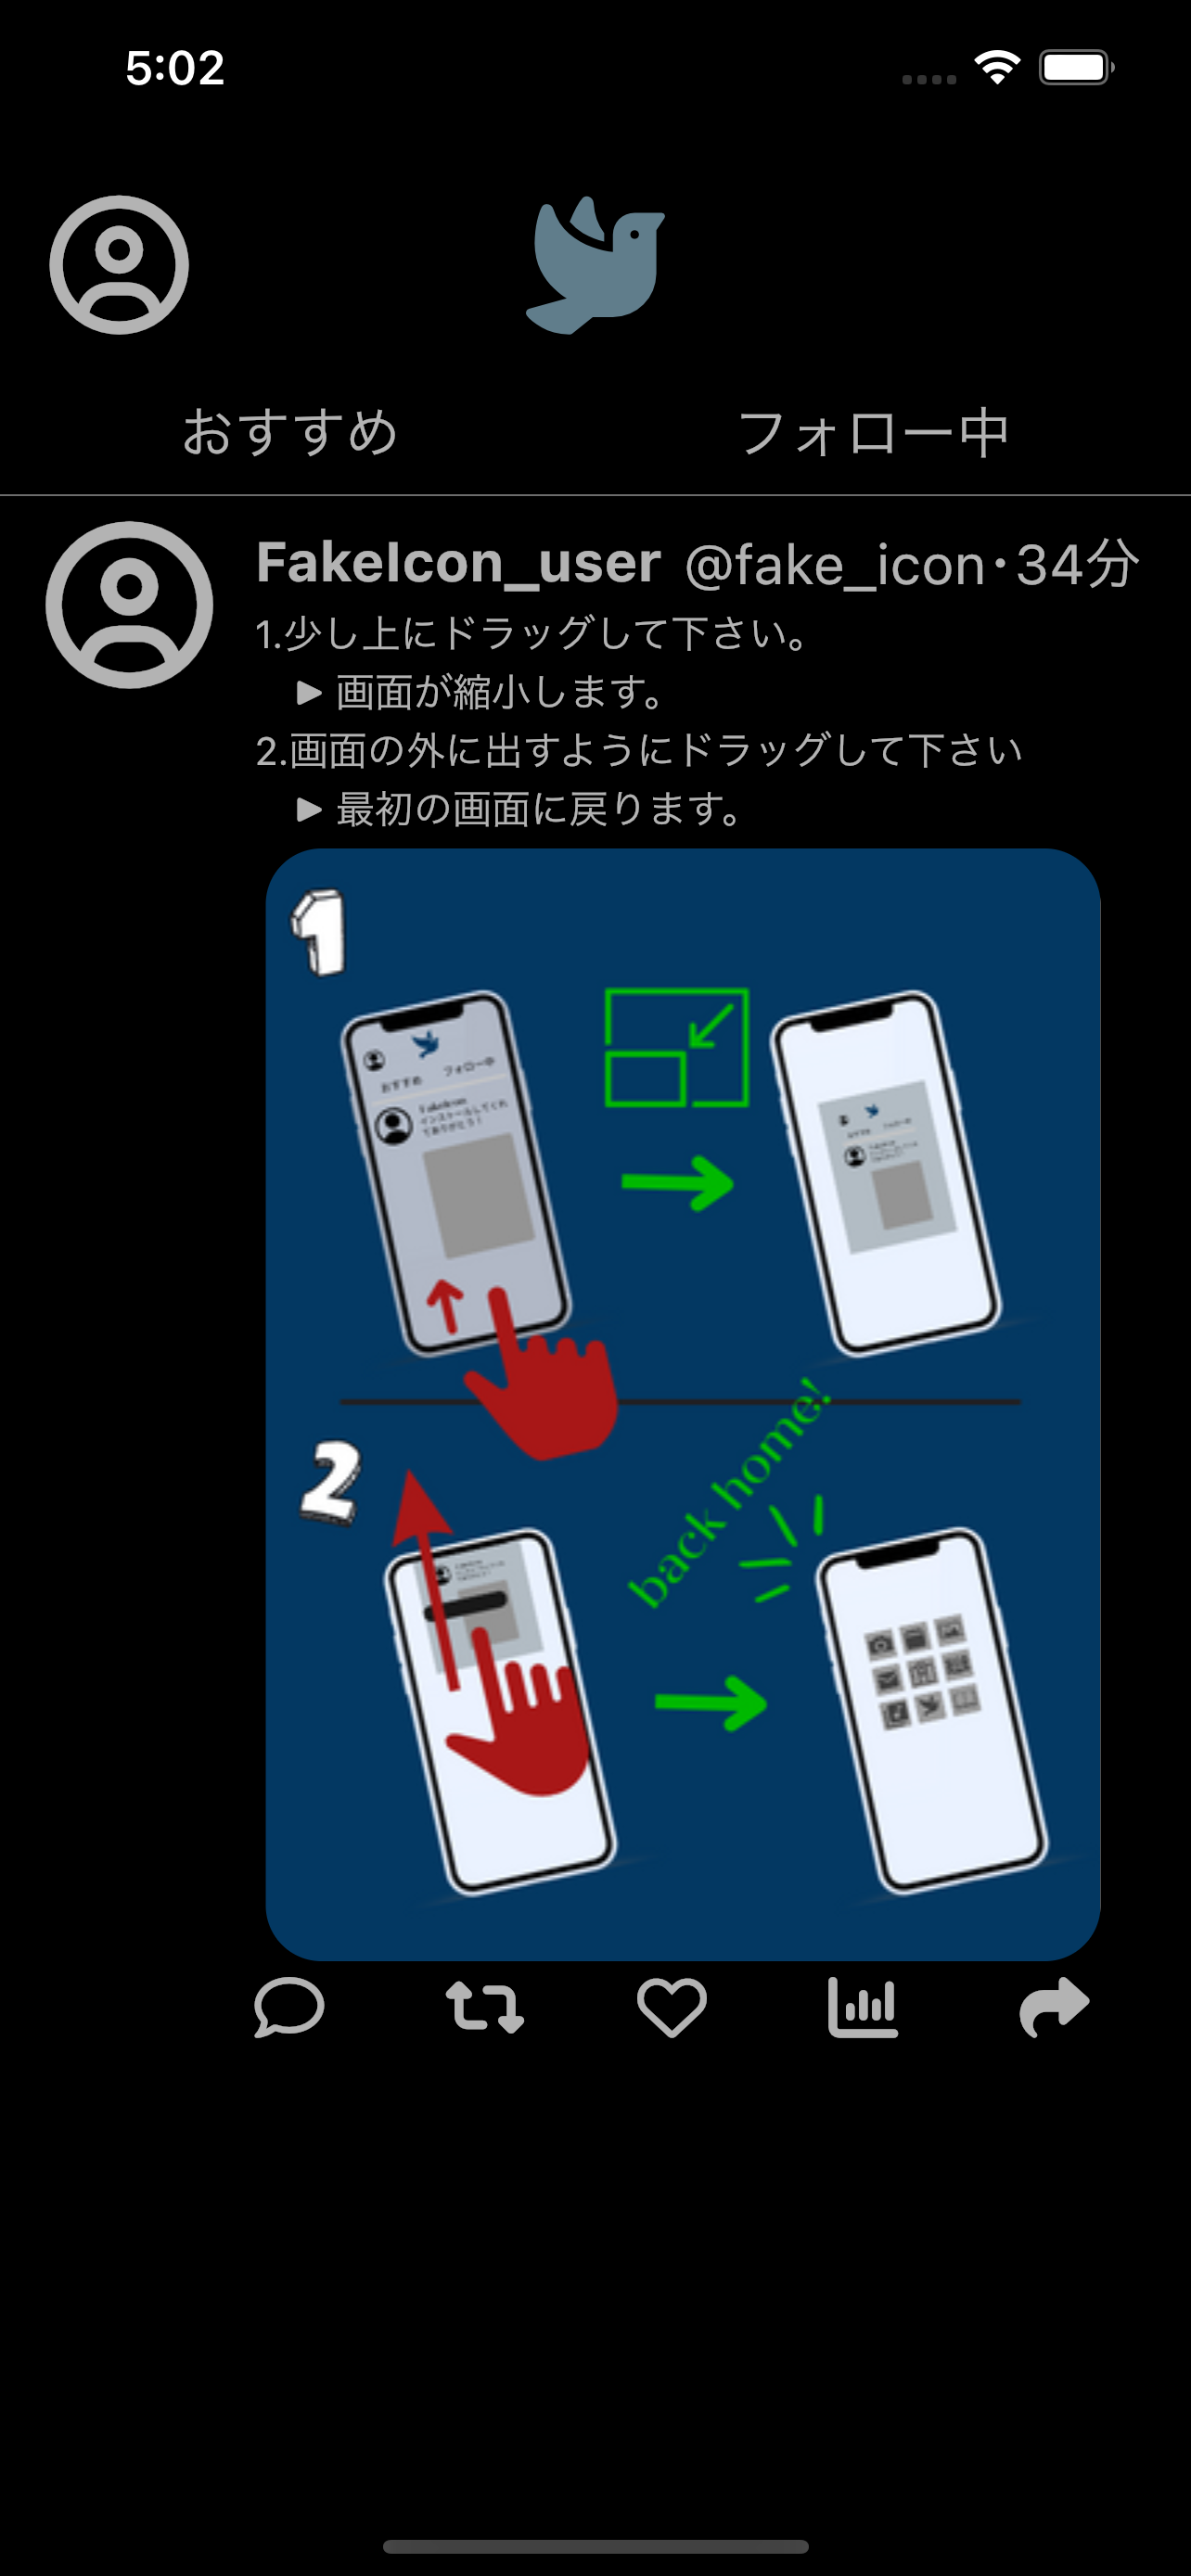 5:02
おすすめ
フォロー中
FakeIcon_user @fake_icon·34分
1.少し上にドラッグして下さい。
▶ 画面が縮小します。
2.画面の外に出すようにドラッグして下さい
▶ 最初の画面に戻ります。
1
おすすめ フォロー中
FakeIcon
インスケールしてくれ
てありがとう!
2
back home!